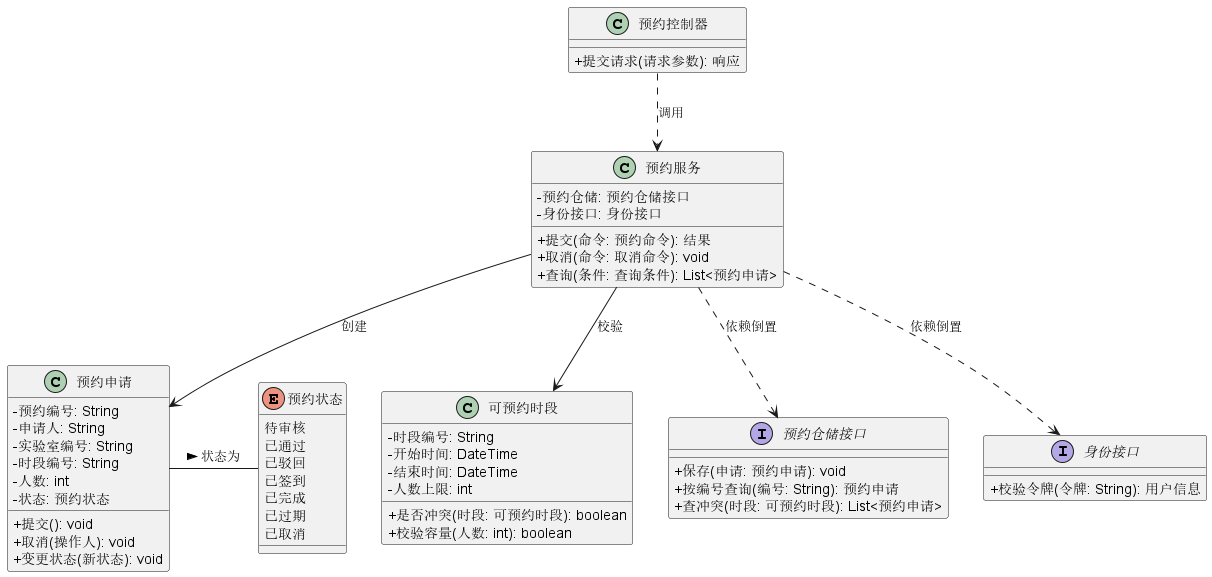 C 预约控制器
+提交请求(请求参数): 响应
调用
C 预约服务
-预约仓储: 预约仓储接口
-身份接口: 身份接口
+提交(命令: 预约命令): 结果
+取消(命令: 取消命令): void
+查询(条件: 查询条件): List<预约申请>
创建
校验
依赖倒置
依赖倒置
C 预约申请
-预约编号: String
-申请人: String
-实验室编号: String
-时段编号: String
-人数: int
-状态: 预约状态
+提交(): void
+取消(操作人): void
+变更状态(新状态): void
状态为
E 预约状态
待审核
已通过
已驳回
已签到
已完成
已过期
已取消
C 可预约时段
-时段编号: String
-开始时间: DateTime
-结束时间: DateTime
-人数上限: int
+是否冲突(时段: 可预约时段): boolean
+校验容量(人数: int): boolean
I 预约仓储接口
+保存(申请: 预约申请): void
+按编号查询(编号: String): 预约申请
+查冲突(时段: 可预约时段): List<预约申请>
I 身份接口
+校验令牌(令牌: String): 用户信息